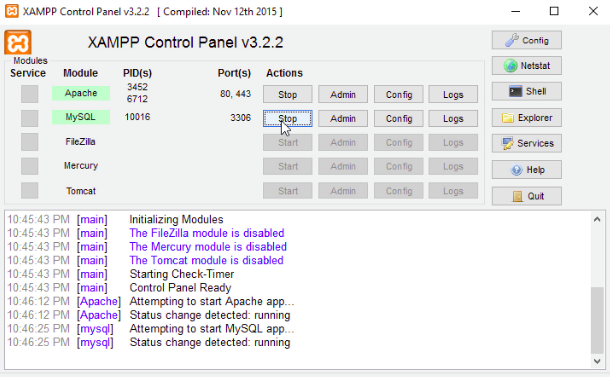 XAMPP Control Panel v3.2.2 [ Compiled: Nov 12th 2015 ]
XAMPP Control Panel v3.2.2
Config
Modules
Service Module PID(s) Port(s) Actions
Netstat
Apache 3452 6712 80, 443 Stop Admin Config Logs
Shell
MySQL 10016 3306 Stop Admin Config Logs
Explorer
FileZilla Start Admin Config Logs
Services
Mercury Start Admin Config Logs
Help
Tomcat Start Admin Config Logs
Quit
10:45:43 PM [main] Initializing Modules
10:45:43 PM [main] The FileZilla module is disabled
10:45:43 PM [main] The Mercury module is disabled
10:45:43 PM [main] The Tomcat module is disabled
10:45:43 PM [main] Starting Check-Timer
10:45:43 PM [main] Control Panel Ready
10:46:12 PM [Apache] Attempting to start Apache app...
10:46:12 PM [Apache] Status change detected: running
10:46:25 PM [mysql] Attempting to start MySQL app...
10:46:25 PM [mysql] Status change detected: running